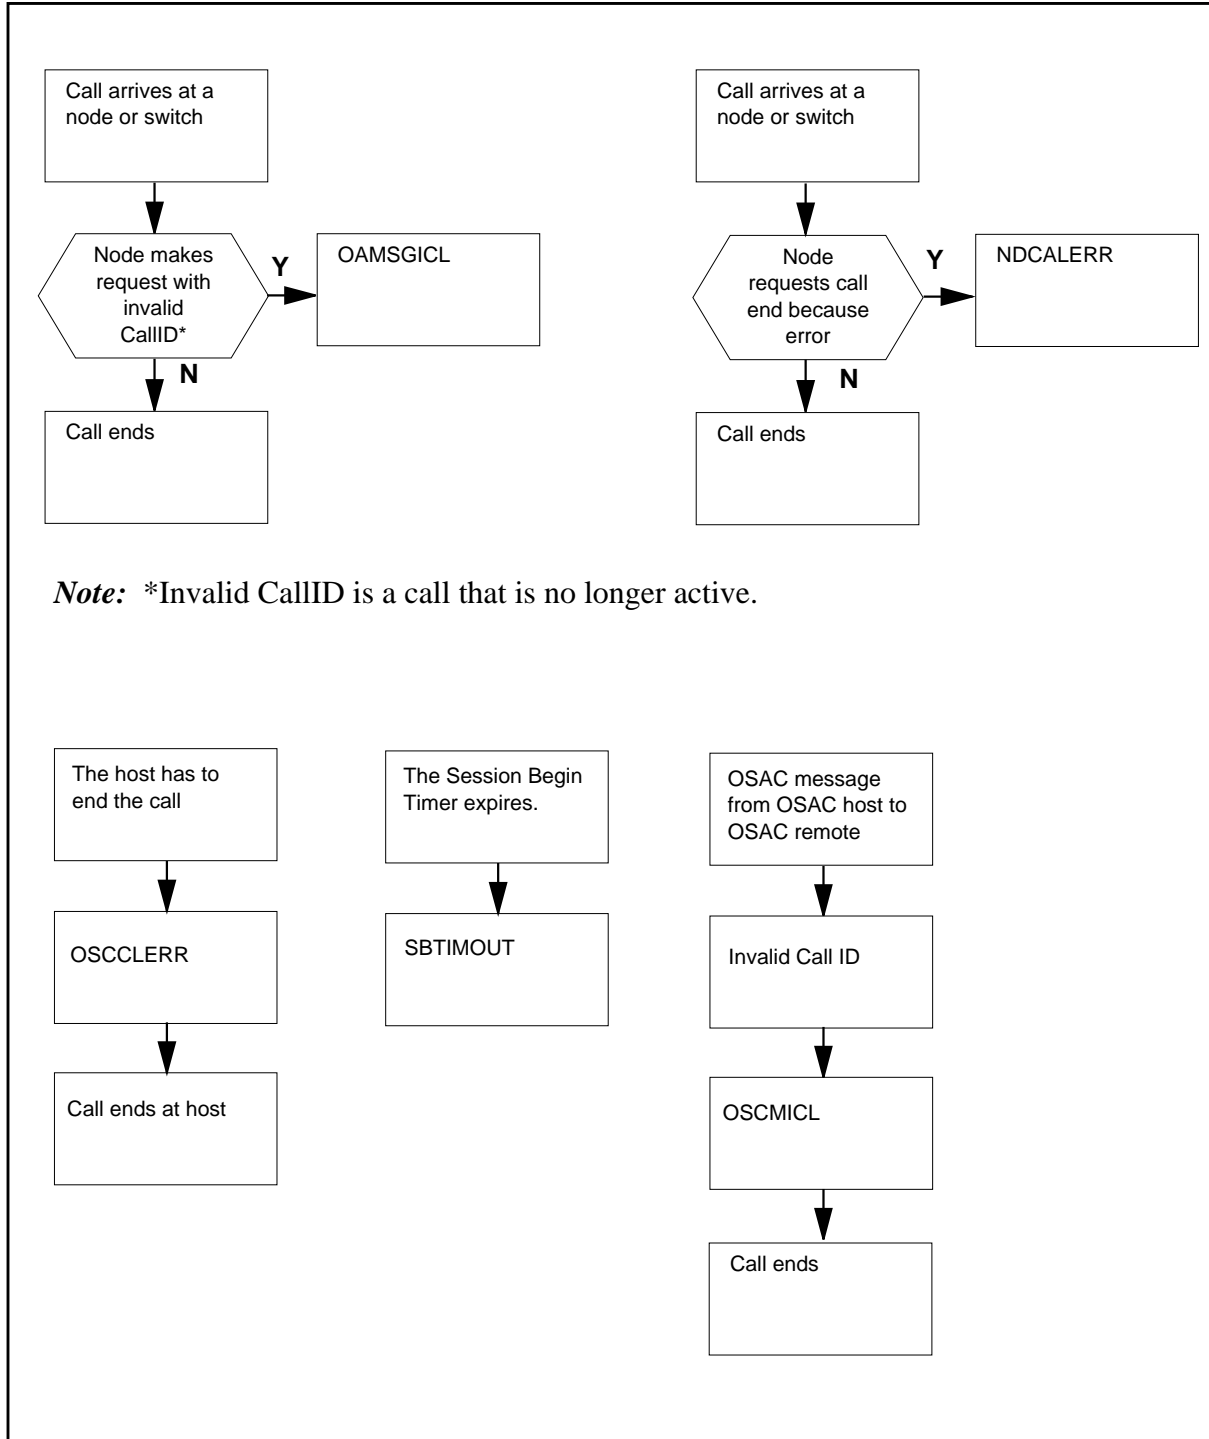 Call arrives at a
node or switch
Node makes
request with
invalid
CallID*
Y
OAMSGICL
N
Call ends
Call arrives at a
node or switch
Node
requests call
end because
error
Y
NDCALERR
N
Call ends
Note: *Invalid CallID is a call that is no longer active.
The host has to
end the call
OSCCLERR
Call ends at host
The Session Begin
Timer expires.
SBTIMOUT
OSAC message
from OSAC host to
OSAC remote
Invalid Call ID
OSCMICL
Call ends